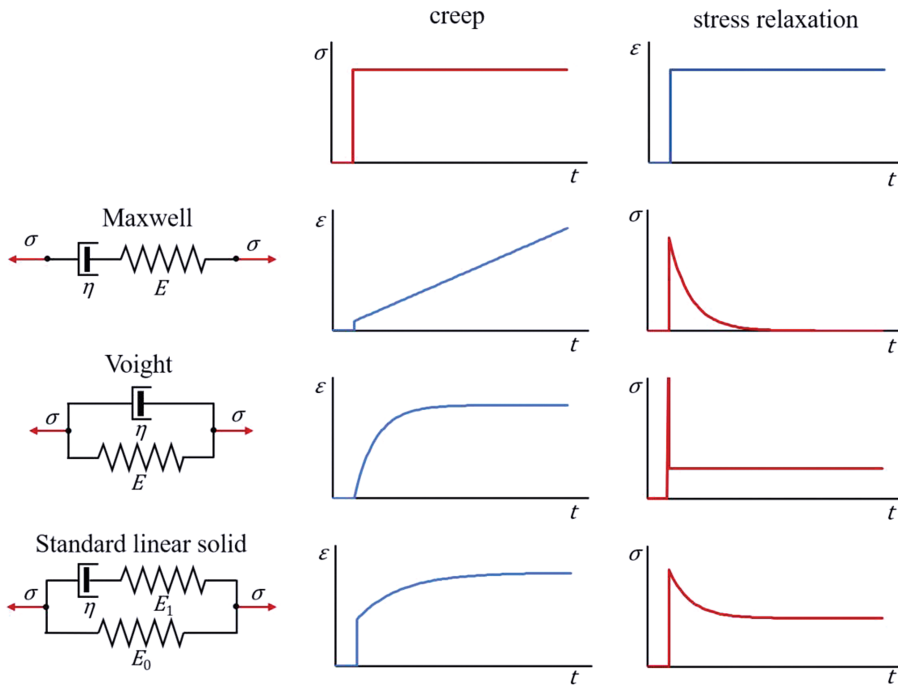 creep
stress relaxation
σ
t
ε
t
Maxwell
σ
σ
η
E
ε
t
σ
t
Voight
σ
σ
η
E
ε
t
σ
t
Standard linear solid
σ
σ
η
E₁
E₀
ε
t
σ
t